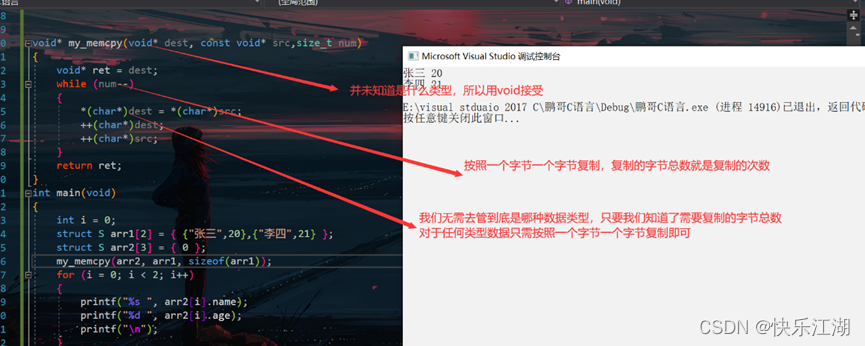 语言
(全局范围)
main(void)
void* my_memcpy(void* dest, const void* src,size_t num)
{
void* ret = dest;
while (num--)
{
*(char*)dest = *(char*)src;
++(char*)dest;
++(char*)src;
}
return ret;
}
int main(void)
{
int i = 0;
struct S arr1[2] = { {"张三",20},{"李四",21} };
struct S arr2[3] = { 0 };
my_memcpy(arr2, arr1, sizeof(arr1));
for (i = 0; i < 2; i++)
{
printf("%s ", arr2[i].name);
printf("%d ", arr2[i].age);
printf("\n");
}
Microsoft Visual Studio 调试控制台
张三 20
李四 21
E:\visual stduaio 2017 C\鹏哥C语言\Debug\鹏哥C语言.exe (进程 14916)已退出，返回代
按任意键关闭此窗口...
并未知道是什么类型，所以用void接受
按照一个字节一个字节复制，复制的字节总数就是复制的次数
我们无需去管到底是哪种数据类型，只要我们知道了需要复制的字节总数
对于任何类型数据只需按照一个字节一个字节复制即可
CSDN @快乐江湖